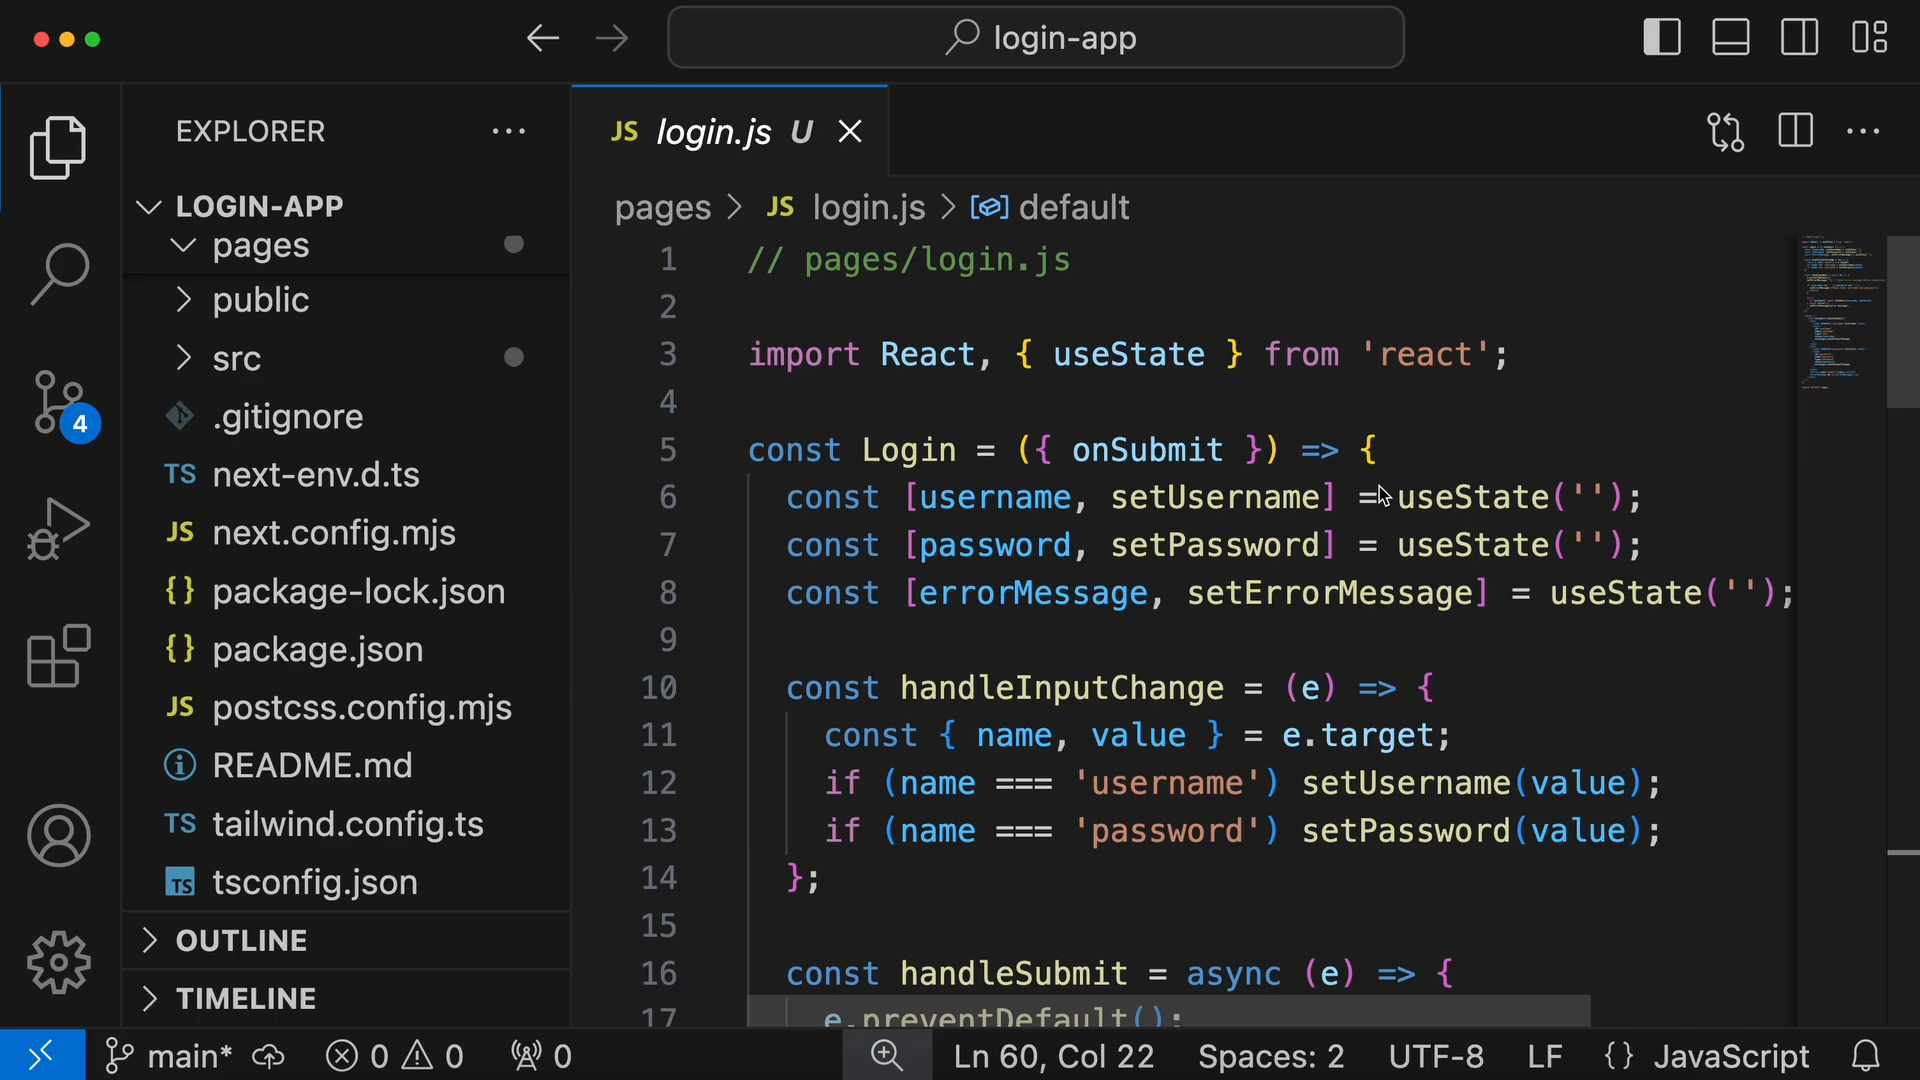 login-app
EXPLORER
LOGIN-APP
pages
public
src
.gitignore
TS next-env.d.ts
JS next.config.mjs
{} package-lock.json
{} package.json
JS postcss.config.mjs
README.md
TS tailwind.config.ts
TS tsconfig.json
OUTLINE
TIMELINE
4
JS login.js U
pages > JS login.js > default
1 // pages/login.js
2
3 import React, { useState } from 'react';
4
5 const Login = ({ onSubmit }) => {
6 const [username, setUsername] = useState('');
7 const [password, setPassword] = useState('');
8 const [errorMessage, setErrorMessage] = useState('');
9
10 const handleInputChange = (e) => {
11 const { name, value } = e.target;
12 if (name === 'username') setUsername(value);
13 if (name === 'password') setPassword(value);
14 };
15
16 const handleSubmit = async (e) => {
17 e.preventDefault();
main* 0 0 0 Ln 60, Col 22 Spaces: 2 UTF-8 LF {} JavaScript